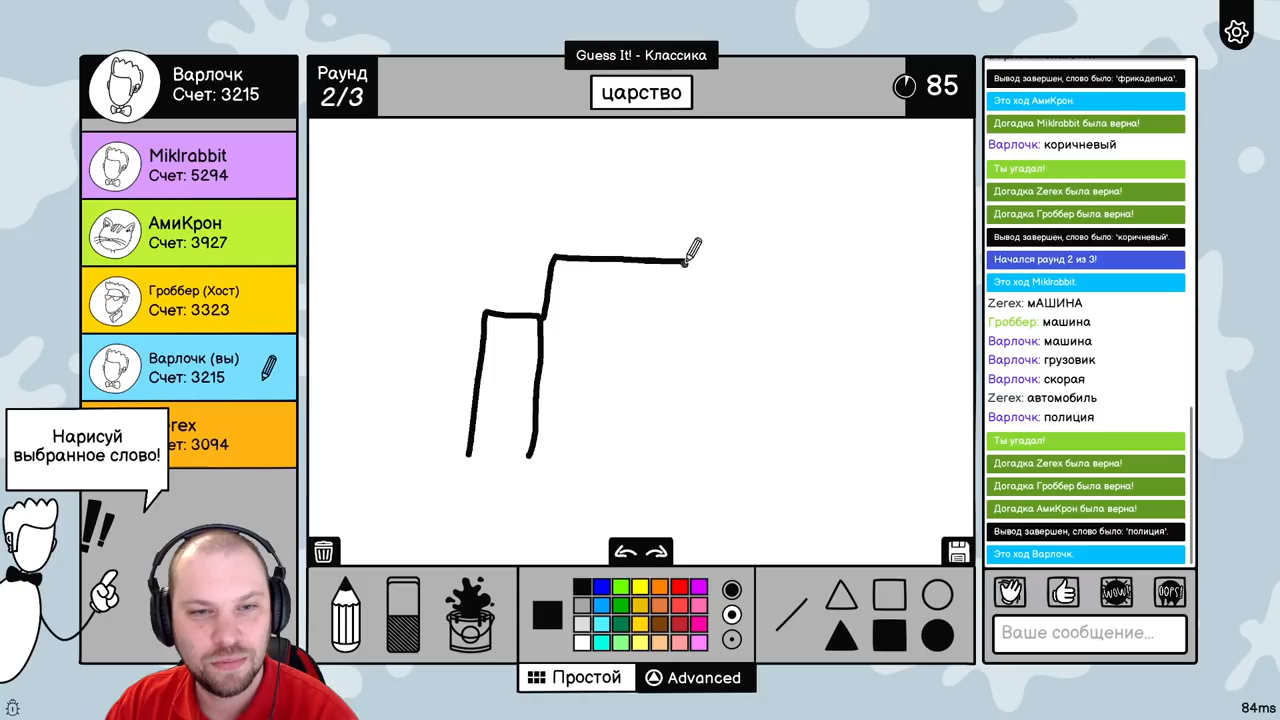 Guess It! - Классика
Варлочк
Счет: 3215
Раунд
2/3
царство
85
Miklrabbit
Счет: 5294
АмиКрон
Счет: 3927
Гроббер (Хост)
Счет: 3323
Варлочк (вы)
Счет: 3215
erex
ет: 3094
Нарисуй
выбранное слово!
Вывод завершен, слово было: 'фрикаделька'.
Это ход АмиКрон.
Догадка Miklrabbit была верна!
Варлочк: коричневый
Ты угадал!
Догадка Zerex была верна!
Догадка Гроббер была верна!
Вывод завершен, слово было: 'коричневый'.
Начался раунд 2 из 3!
Это ход Miklrabbit.
Zerex: мАШИНА
Гроббер: машина
Варлочк: машина
Варлочк: грузовик
Варлочк: скорая
Zerex: автомобиль
Варлочк: полиция
Ты угадал!
Догадка Zerex была верна!
Догадка Гроббер была верна!
Догадка АмиКрон была верна!
Вывод завершен, слово было: 'полиция'.
Это ход Варлочк.
WOW!
OOPS!
Ваше сообщение...
Простой
Advanced
84ms